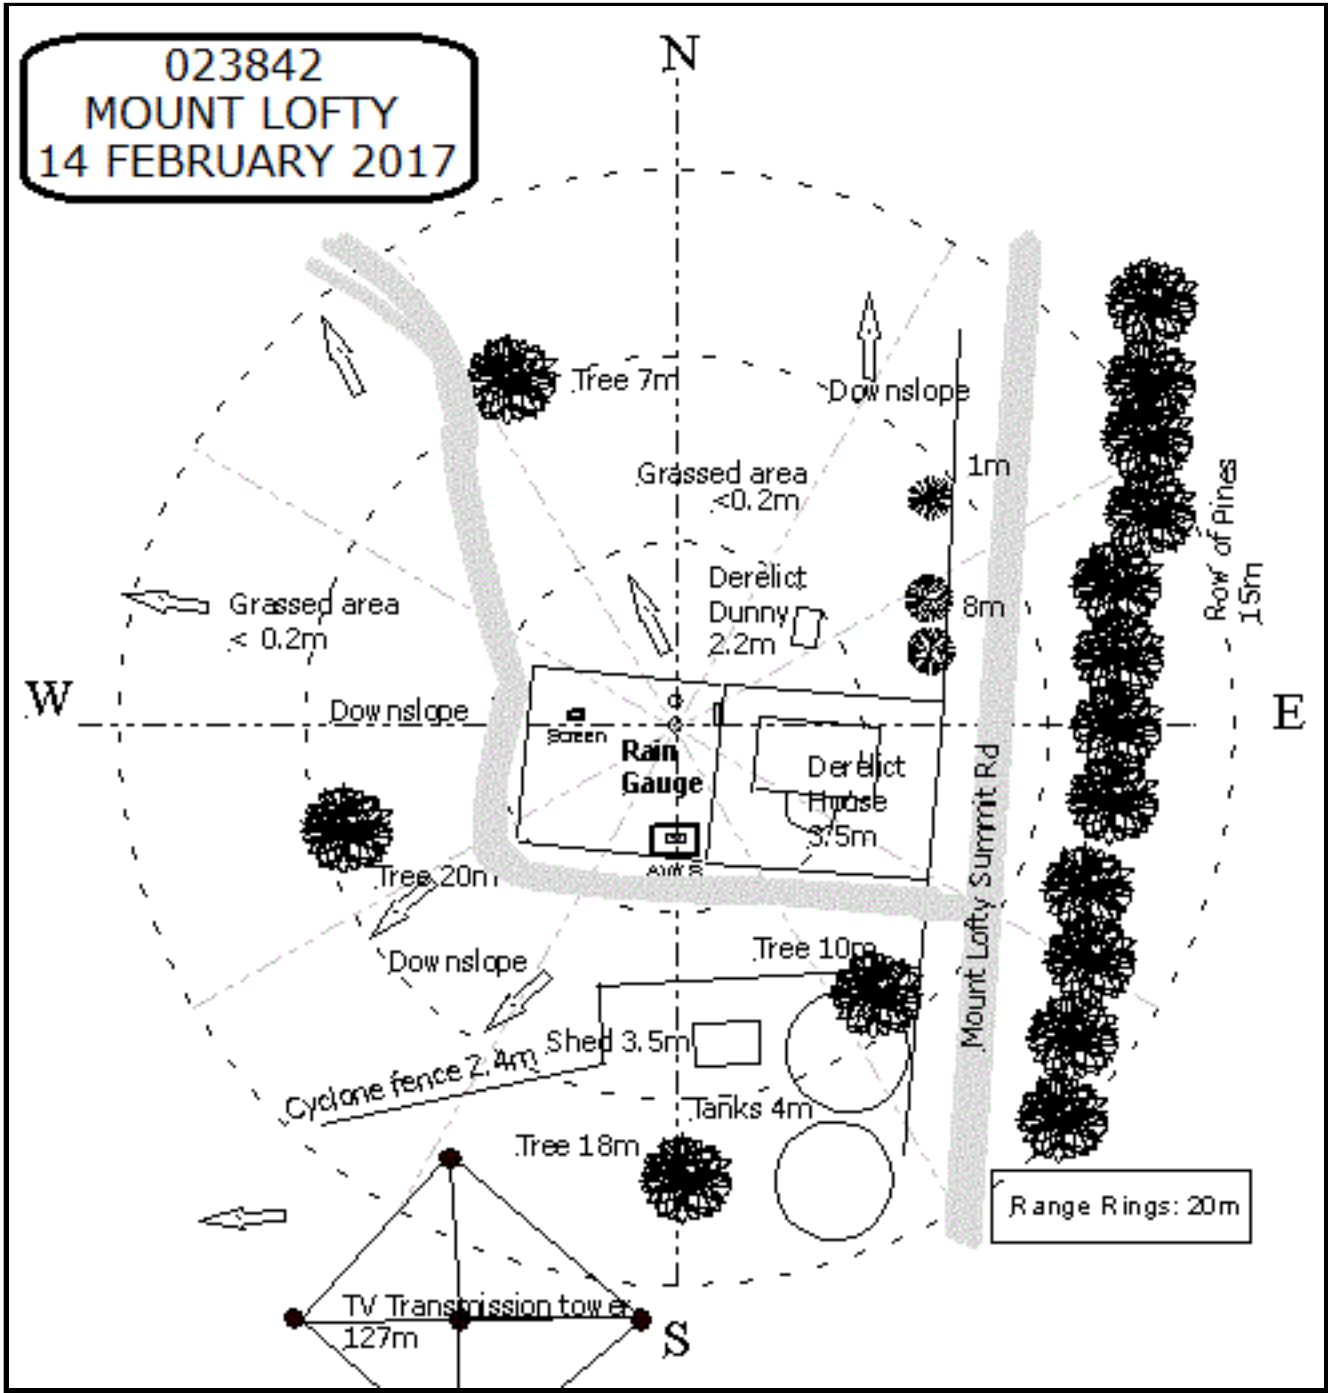 023842
MOUNT LOFTY
14 FEBRUARY 2017
N
Tree 7m
Downslope
1m
Grassed area
<0.2m
Row of Pines
15m
Derelict
Dunny
2.2m
8m
Grassed area
< 0.2m
W
Downslope
E
Screen
Rain
Gauge
Derelict
House
3.5m
Mount Lofty Summit Rd
AWS
Tree 20m
Downslope
Tree 10m
Shed 3.5m
Cyclone fence 2.4m
Tanks 4m
Tree 18m
Range Rings: 20m
TV Transmission tower
127m
S